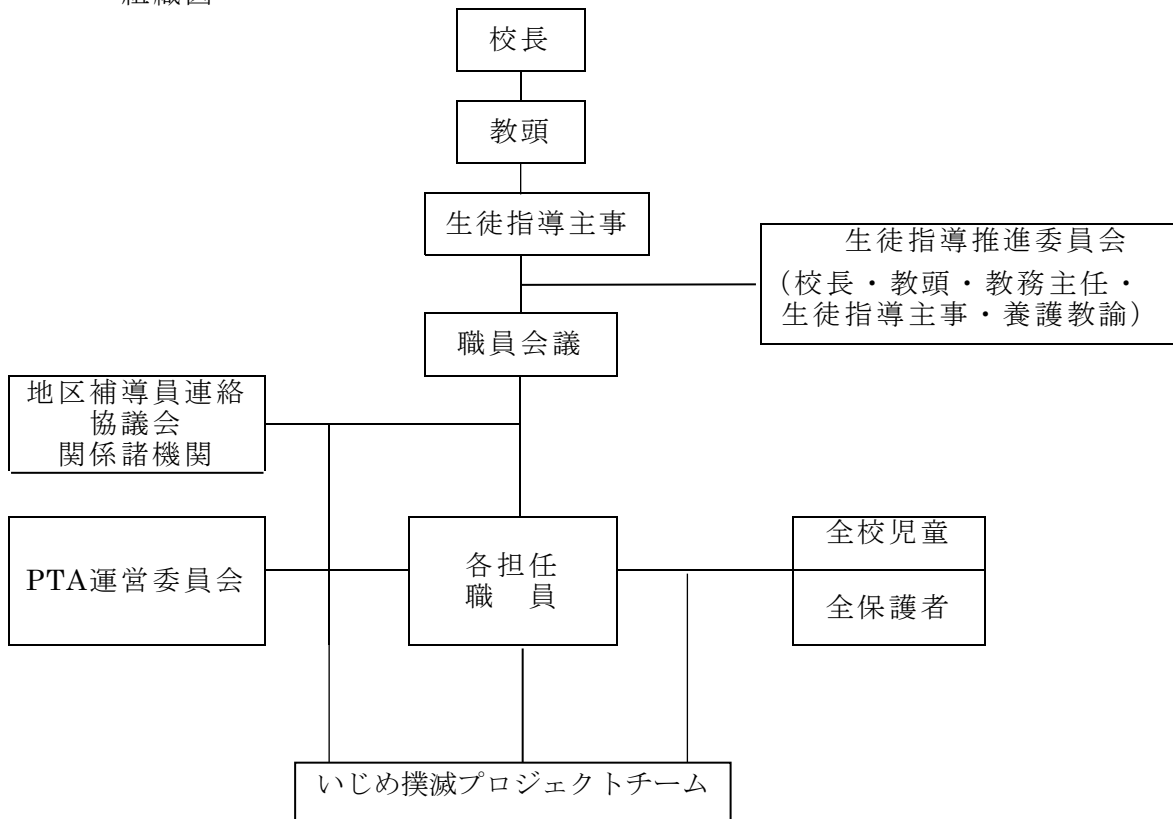 組織図
校長
教頭
生徒指導主事
生徒指導推進委員会
(校長・教頭・教務主任・
生徒指導主事・養護教諭)
職員会議
地区補導員連絡
協議会
関係諸機関
PTA運営委員会
各担任
職　員
全校児童
全保護者
いじめ撲滅プロジェクトチーム